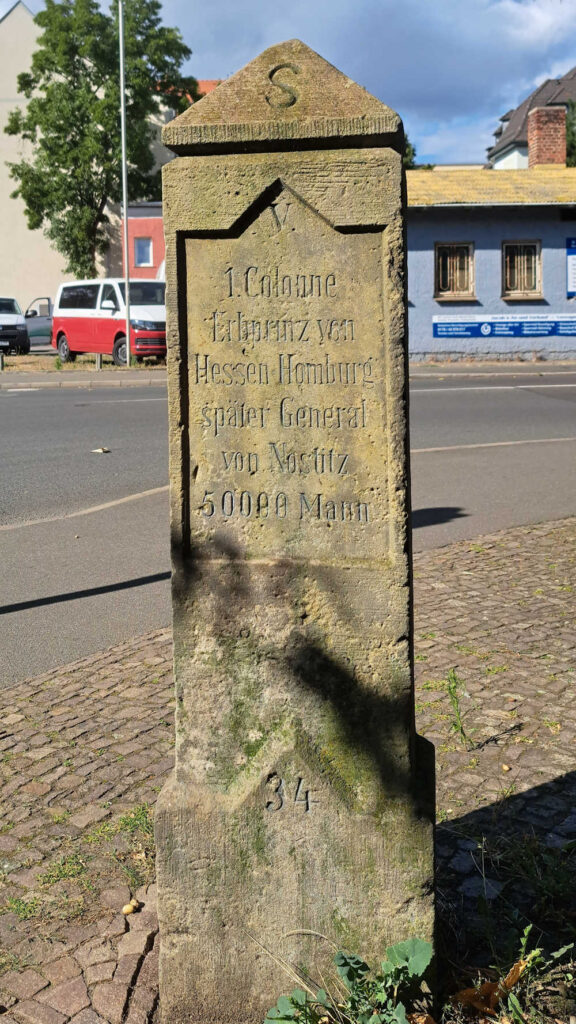 S
V.
1. Colonne
Erbprinz von
Hessen Homburg
später General
von Nostitz
50000 Mann
34